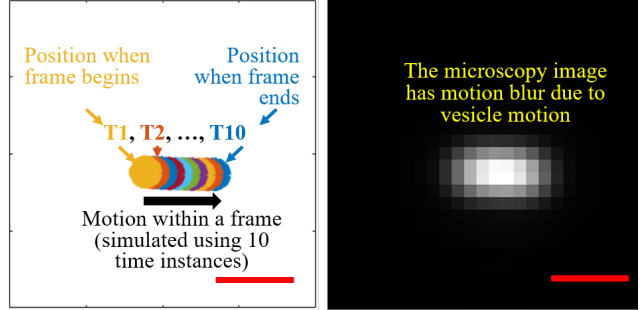 Position when
frame begins
Position
when frame
ends
T1, T2, ..., T10
Motion within a frame
(simulated using 10
time instances)
The microscopy image
has motion blur due to
vesicle motion